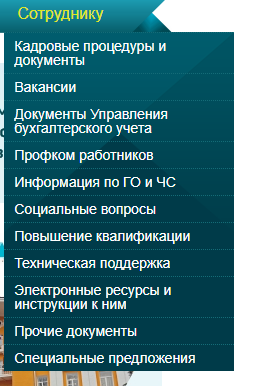 Сотруднику
Кадровые процедуры и
документы
Вакансии
Документы Управления
бухгалтерского учета
Профком работников
Информация по ГО и ЧС
Социальные вопросы
Повышение квалификации
Техническая поддержка
Электронные ресурсы и
инструкции к ним
Прочие документы
Специальные предложения